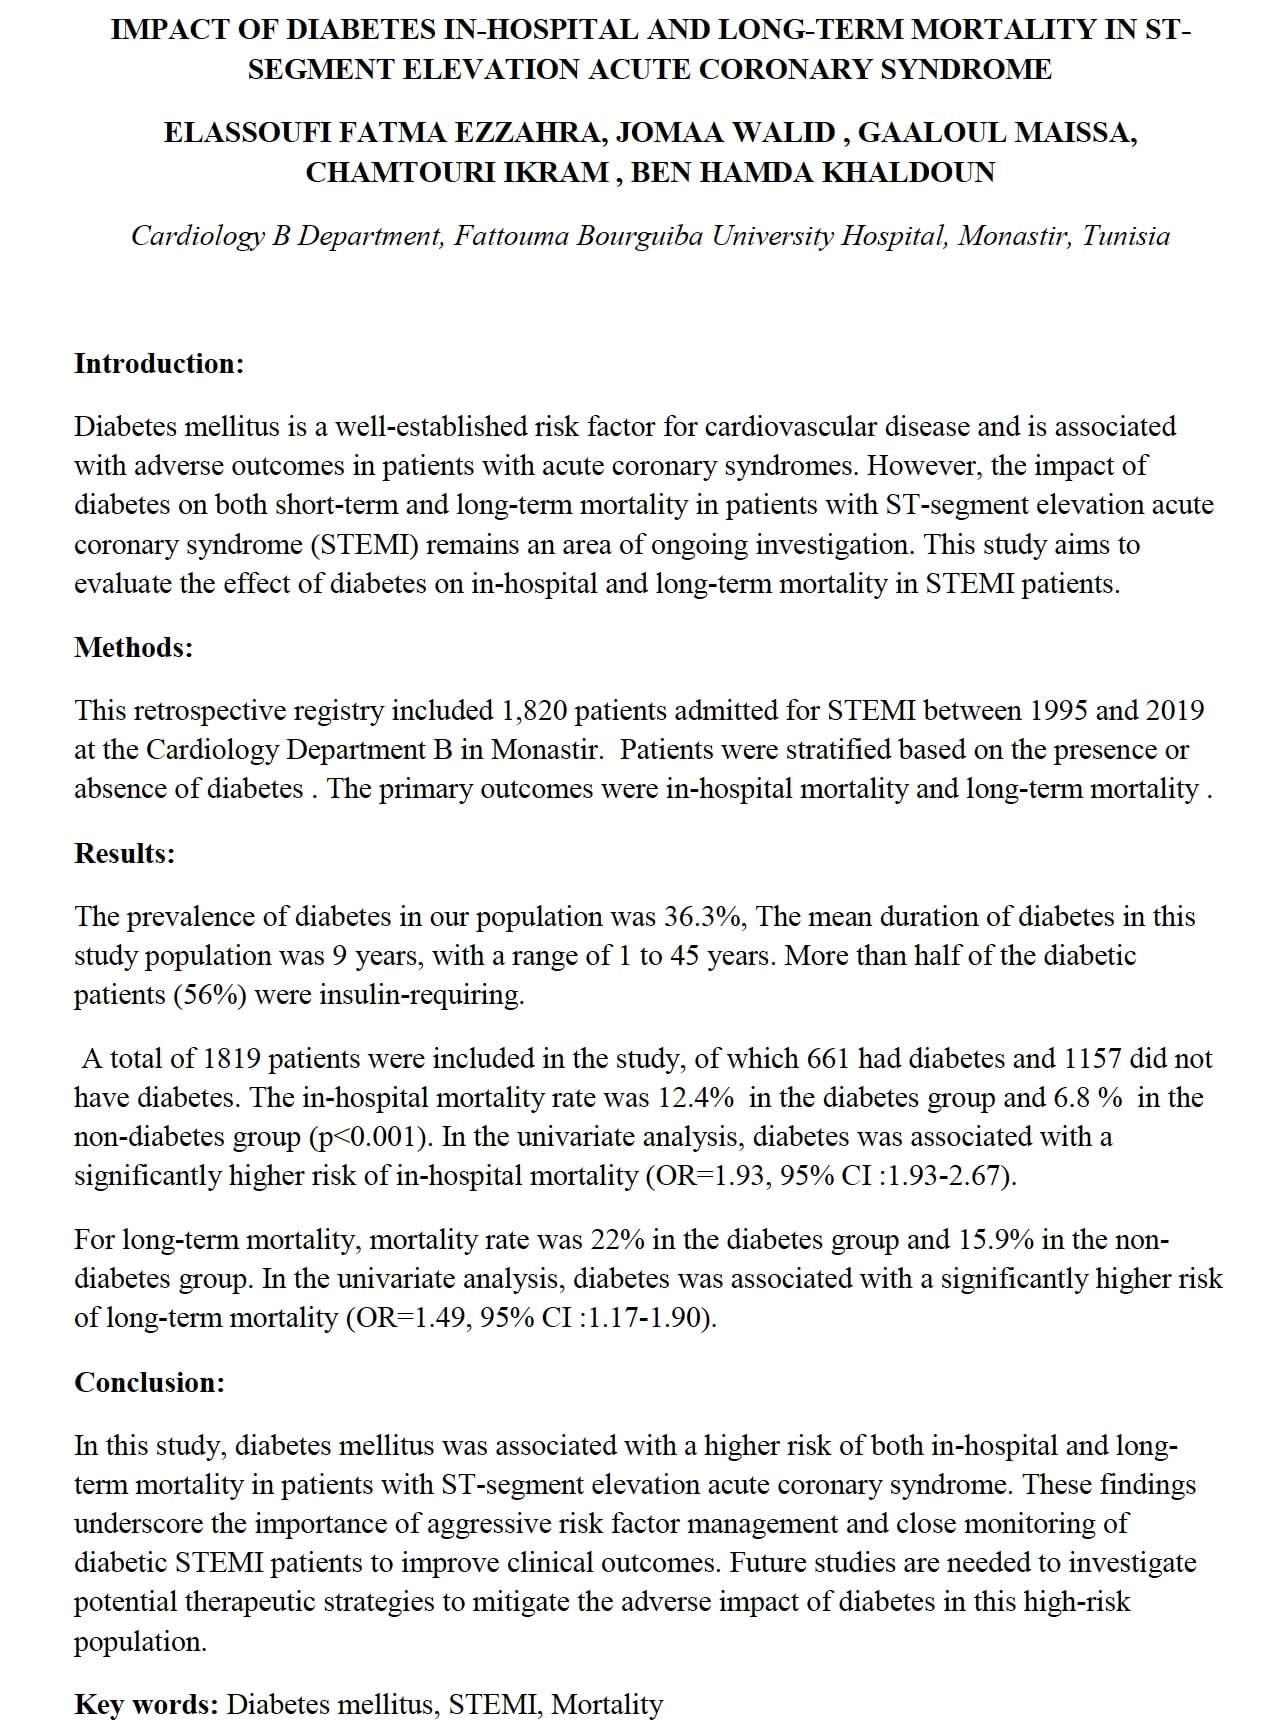 IMPACT OF DIABETES IN-HOSPITAL AND LONG-TERM MORTALITY IN ST-
SEGMENT ELEVATION ACUTE CORONARY SYNDROME
ELASSOUFI FATMA EZZAHRA, JOMAA WALID , GAALOUL MAISSA,
CHAMTOURI IKRAM , BEN HAMDA KHALDOUN
Cardiology B Department, Fattouma Bourguiba University Hospital, Monastir, Tunisia
Introduction:
Diabetes mellitus is a well-established risk factor for cardiovascular disease and is associated
with adverse outcomes in patients with acute coronary syndromes. However, the impact of
diabetes on both short-term and long-term mortality in patients with ST-segment elevation acute
coronary syndrome (STEMI) remains an area of ongoing investigation. This study aims to
evaluate the effect of diabetes on in-hospital and long-term mortality in STEMI patients.
Methods:
This retrospective registry included 1,820 patients admitted for STEMI between 1995 and 2019
at the Cardiology Department B in Monastir.  Patients were stratified based on the presence or
absence of diabetes . The primary outcomes were in-hospital mortality and long-term mortality .
Results:
The prevalence of diabetes in our population was 36.3%, The mean duration of diabetes in this
study population was 9 years, with a range of 1 to 45 years. More than half of the diabetic
patients (56%) were insulin-requiring.
A total of 1819 patients were included in the study, of which 661 had diabetes and 1157 did not
have diabetes. The in-hospital mortality rate was 12.4%  in the diabetes group and 6.8 %  in the
non-diabetes group (p<0.001). In the univariate analysis, diabetes was associated with a
significantly higher risk of in-hospital mortality (OR=1.93, 95% CI :1.93-2.67).
For long-term mortality, mortality rate was 22% in the diabetes group and 15.9% in the non-
diabetes group. In the univariate analysis, diabetes was associated with a significantly higher risk
of long-term mortality (OR=1.49, 95% CI :1.17-1.90).
Conclusion:
In this study, diabetes mellitus was associated with a higher risk of both in-hospital and long-
term mortality in patients with ST-segment elevation acute coronary syndrome. These findings
underscore the importance of aggressive risk factor management and close monitoring of
diabetic STEMI patients to improve clinical outcomes. Future studies are needed to investigate
potential therapeutic strategies to mitigate the adverse impact of diabetes in this high-risk
population.
Key words: Diabetes mellitus, STEMI, Mortality